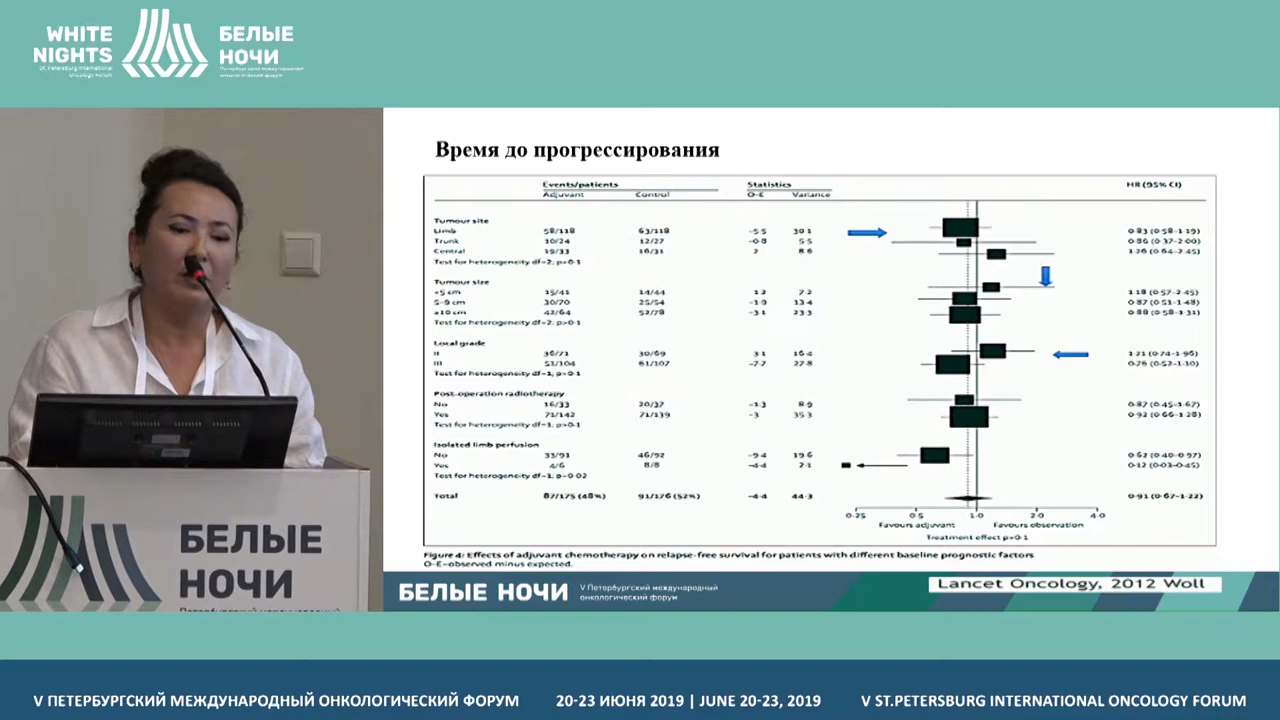 WHITE
NIGHTS
St. Petersburg International
Oncology Forum
БЕЛЫЕ
НОЧИ
Петербургский международный
онкологический форум
Время до прогрессирования
Events/patients Statistics HR (95% CI)
Adjuvant Control O-E Variance
Tumour site
Limb 58/118 63/118 -5·5 30·1 0·83 (0·58-1·19)
Trunk 10/24 12/27 -0·8 5·5 0·86 (0·37-2·00)
Central 19/33 16/31 2 8·6 1·26 (0·64-2·45)
Test for heterogeneity df=2; p>0·1
Tumour size
<5 cm 15/41 14/44 1·2 7·2 1·18 (0·57-2·45)
5-9 cm 30/70 25/54 -1·9 13·4 0·87 (0·51-1·48)
≥10 cm 42/64 52/78 -3·1 23·3 0·88 (0·58-1·31)
Test for heterogeneity df=2; p>0·1
Local grade
II 36/71 30/69 3·1 16·4 1·21 (0·74-1·96)
III 51/104 61/107 -7·7 27·8 0·76 (0·52-1·10)
Test for heterogeneity df=1; p=0·1
Post-operation radiotherapy
No 16/33 20/37 -1·3 8·9 0·87 (0·45-1·67)
Yes 71/142 71/139 -3 35·3 0·92 (0·66-1·28)
Test for heterogeneity df=1; p>0·1
Isolated limb perfusion
No 33/91 46/92 -9·4 19·6 0·62 (0·40-0·97)
Yes 4/6 8/8 -4·4 2·1 0·12 (0·03-0·45)
Test for heterogeneity df=1; p=0·02
Total 87/175 (48%) 91/176 (52%) -4·4 44·3 0·91 (0·67-1·22)
0·25 0·5 1·0 2·0 4·0
Favours adjuvant Favours observation
Treatment effect p>0·1
Figure 4: Effects of adjuvant chemotherapy on relapse-free survival for patients with different baseline prognostic factors
O-E=observed minus expected.
БЕЛЫЕ НОЧИ
V Петербургский международный
онкологический форум
Lancet Oncology, 2012 Woll
БЕЛЫЕ
НОЧИ
Петербургский международный
V ПЕТЕРБУРГСКИЙ МЕЖДУНАРОДНЫЙ ОНКОЛОГИЧЕСКИЙ ФОРУМ 20-23 ИЮНЯ 2019 | JUNE 20-23, 2019 V ST.PETERSBURG INTERNATIONAL ONCOLOGY FORUM